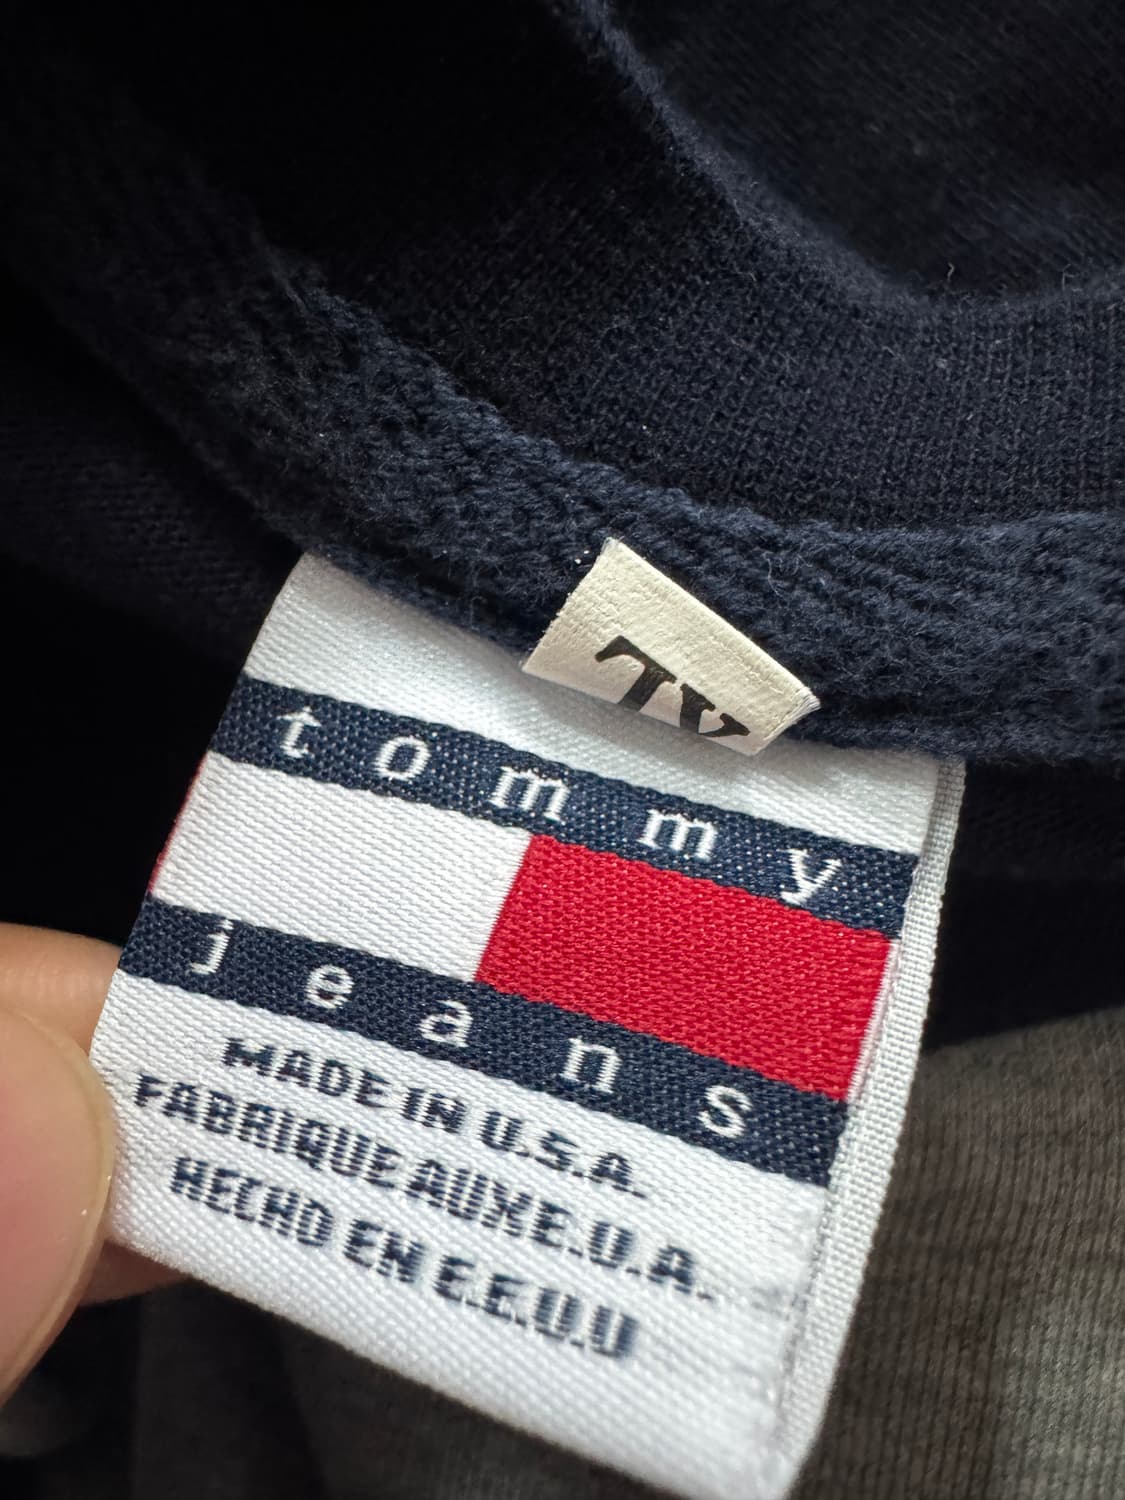 tommy
jeans
MADE IN U.S.A.
FABRIQUE AUX E.U.A.
HECHO EN E.E.U.U